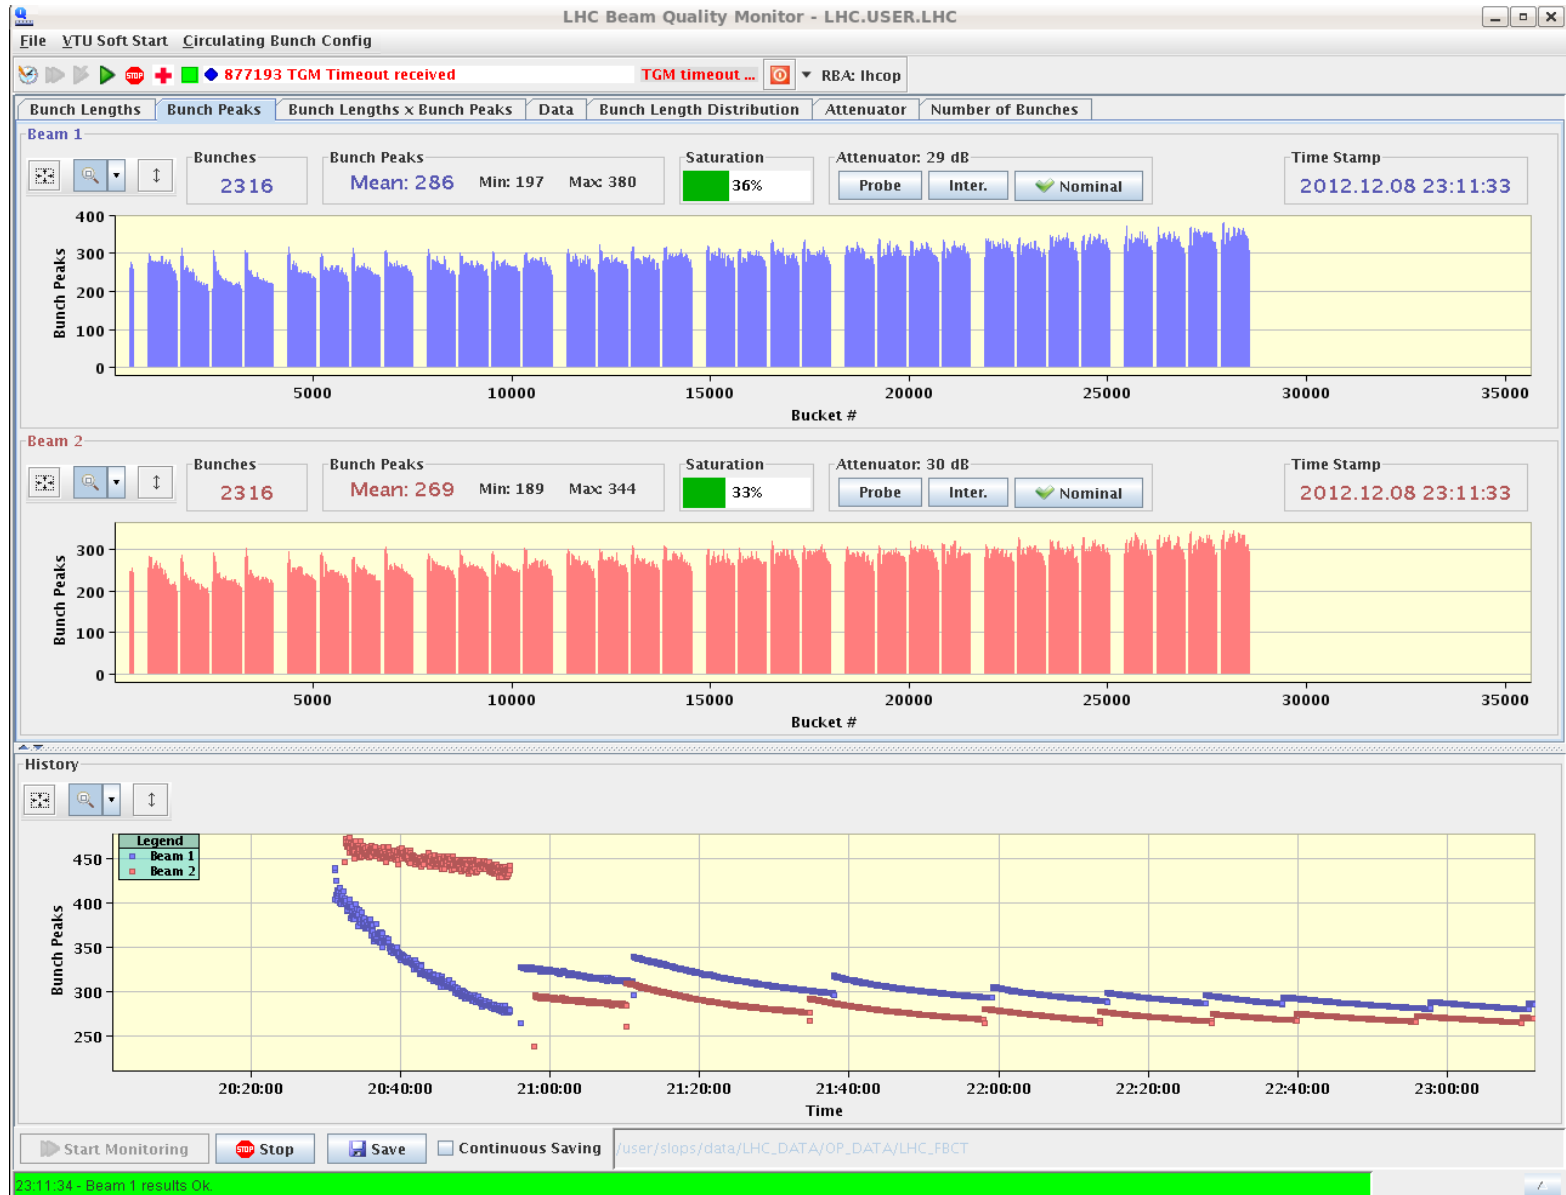 LHC Beam Quality Monitor - LHC.USER.LHC
File VTU Soft Start Circulating Bunch Config
STOP 877193 TGM Timeout received TGM timeout ... RBA: lhcop
Bunch Lengths Bunch Peaks Bunch Lengths x Bunch Peaks Data Bunch Length Distribution Attenuator Number of Bunches
Beam 1
Bunches Bunch Peaks Saturation Attenuator: 29 dB Time Stamp
2316 Mean: 286 Min: 197 Max: 380 36% Probe Inter. Nominal 2012.12.08 23:11:33
400
300
200
100
0
Bunch Peaks
5000 10000 15000 20000 25000 30000 35000
Bucket #
Beam 2
Bunches Bunch Peaks Saturation Attenuator: 30 dB Time Stamp
2316 Mean: 269 Min: 189 Max: 344 33% Probe Inter. Nominal 2012.12.08 23:11:33
300
200
100
0
Bunch Peaks
5000 10000 15000 20000 25000 30000 35000
Bucket #
History
Legend
Beam 1
Beam 2
450
400
350
300
250
Bunch Peaks
20:20:00 20:40:00 21:00:00 21:20:00 21:40:00 22:00:00 22:20:00 22:40:00 23:00:00
Time
Start Monitoring STOP Stop Save Continuous Saving /user/slops/data/LHC_DATA/OP_DATA/LHC_FBCT
23:11:34 - Beam 1 results Ok.